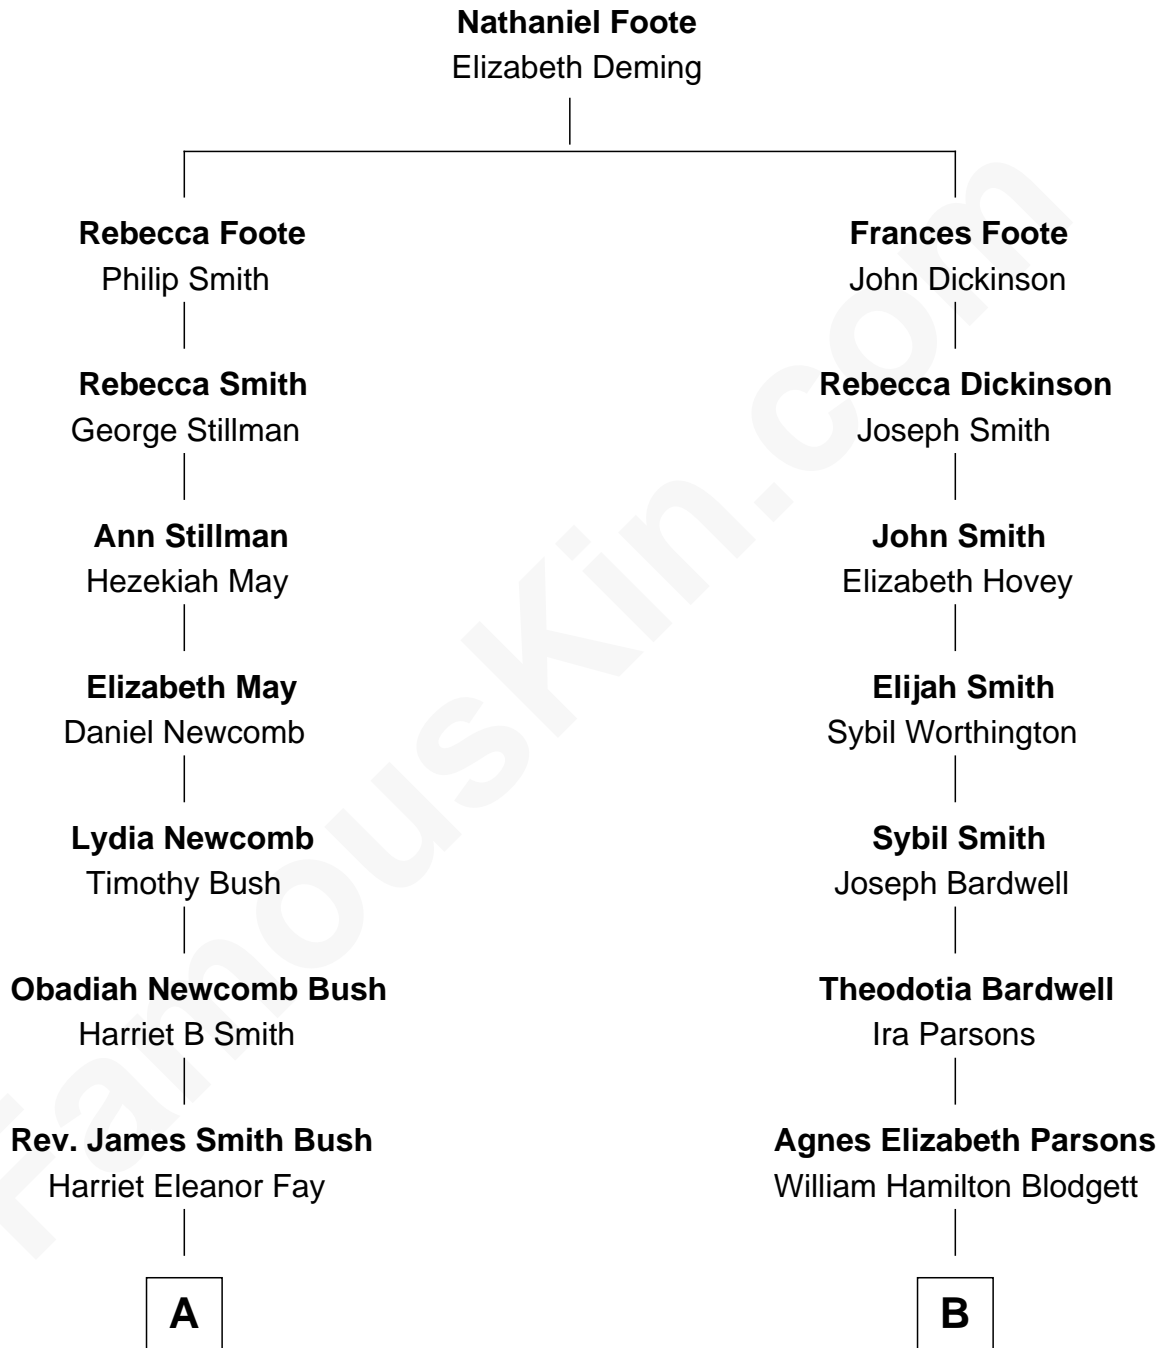 Nathaniel Foote
Elizabeth Deming
Rebecca Foote
Philip Smith
Frances Foote
John Dickinson
Rebecca Smith
George Stillman
Rebecca Dickinson
Joseph Smith
Ann Stillman
Hezekiah May
John Smith
Elizabeth Hovey
Elizabeth May
Daniel Newcomb
Elijah Smith
Sybil Worthington
Lydia Newcomb
Timothy Bush
Sybil Smith
Joseph Bardwell
Obadiah Newcomb Bush
Harriet B Smith
Theodotia Bardwell
Ira Parsons
Rev. James Smith Bush
Harriet Eleanor Fay
Agnes Elizabeth Parsons
William Hamilton Blodgett
A
B
FamousKin.com